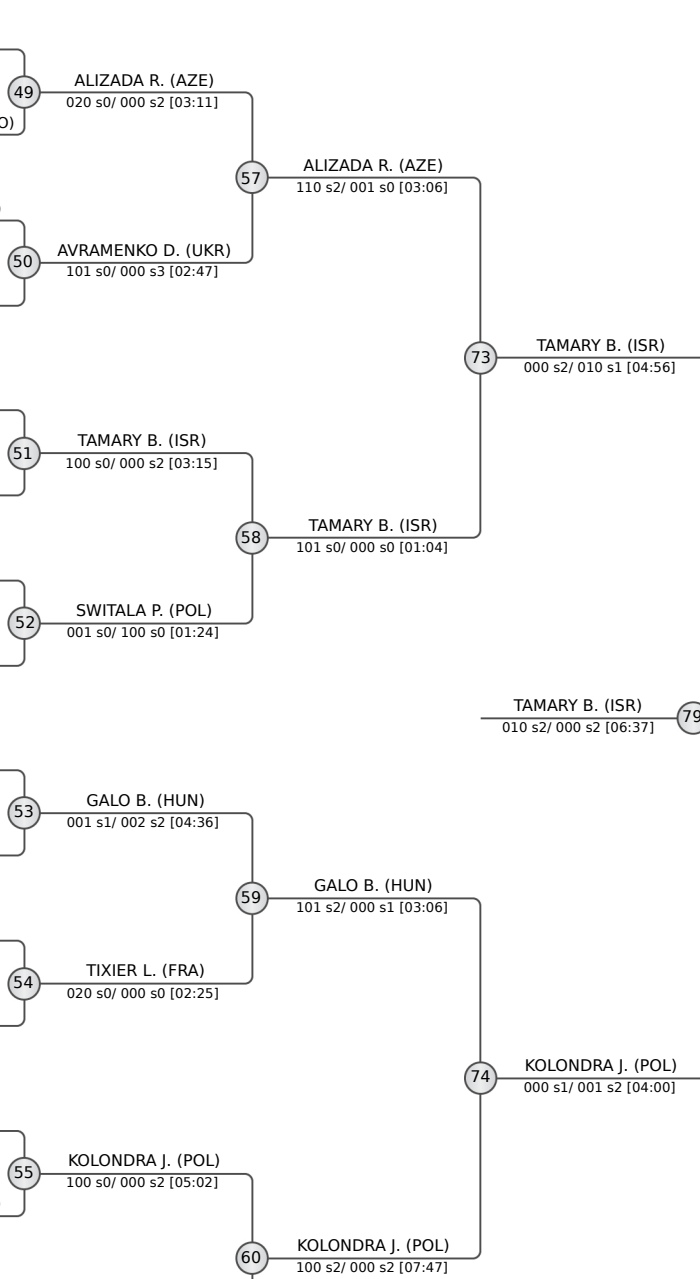 ALIZADA R. (AZE)
49
020 s0/ 000 s2 [03:11]
O)
ALIZADA R. (AZE)
57
110 s2/ 001 s0 [03:06]
AVRAMENKO D. (UKR)
50
101 s0/ 000 s3 [02:47]
TAMARY B. (ISR)
73
000 s2/ 010 s1 [04:56]
TAMARY B. (ISR)
51
100 s0/ 000 s2 [03:15]
TAMARY B. (ISR)
58
101 s0/ 000 s0 [01:04]
SWITALA P. (POL)
52
001 s0/ 100 s0 [01:24]
TAMARY B. (ISR)
79
010 s2/ 000 s2 [06:37]
GALO B. (HUN)
53
001 s1/ 002 s2 [04:36]
GALO B. (HUN)
59
101 s2/ 000 s1 [03:06]
TIXIER L. (FRA)
54
020 s0/ 000 s0 [02:25]
KOLONDRA J. (POL)
74
000 s1/ 001 s2 [04:00]
KOLONDRA J. (POL)
55
100 s0/ 000 s2 [05:02]
KOLONDRA J. (POL)
60
100 s2/ 000 s2 [07:47]